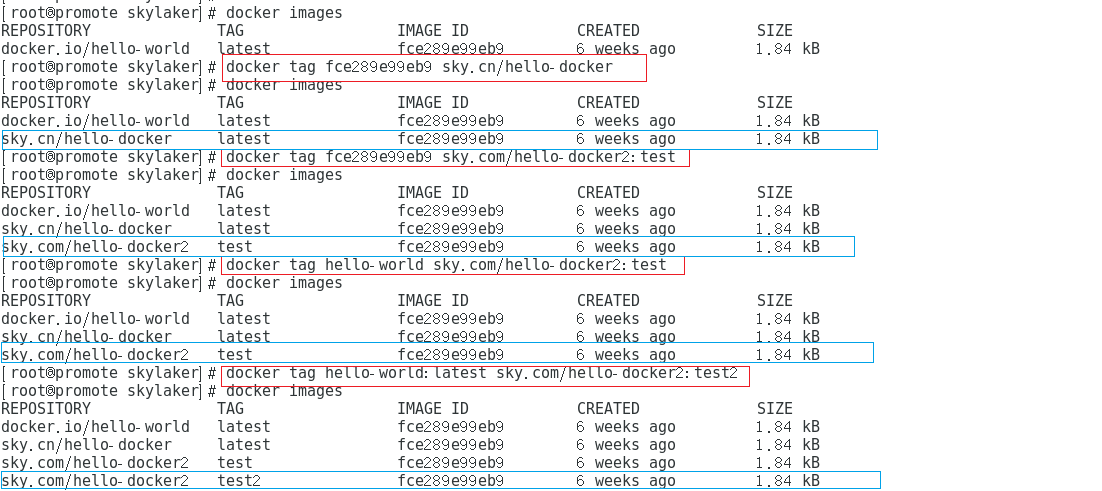 [root@promote skylaker]# docker images
REPOSITORY TAG IMAGE ID CREATED SIZE
docker.io/hello-world latest fce289e99eb9 6 weeks ago 1.84 kB
[root@promote skylaker]# docker tag fce289e99eb9 sky.cn/hello-docker
[root@promote skylaker]# docker images
REPOSITORY TAG IMAGE ID CREATED SIZE
docker.io/hello-world latest fce289e99eb9 6 weeks ago 1.84 kB
sky.cn/hello-docker latest fce289e99eb9 6 weeks ago 1.84 kB
[root@promote skylaker]# docker tag fce289e99eb9 sky.com/hello-docker2:test
[root@promote skylaker]# docker images
REPOSITORY TAG IMAGE ID CREATED SIZE
docker.io/hello-world latest fce289e99eb9 6 weeks ago 1.84 kB
sky.cn/hello-docker latest fce289e99eb9 6 weeks ago 1.84 kB
sky.com/hello-docker2 test fce289e99eb9 6 weeks ago 1.84 kB
[root@promote skylaker]# docker tag hello-world sky.com/hello-docker2:test
[root@promote skylaker]# docker images
REPOSITORY TAG IMAGE ID CREATED SIZE
docker.io/hello-world latest fce289e99eb9 6 weeks ago 1.84 kB
sky.cn/hello-docker latest fce289e99eb9 6 weeks ago 1.84 kB
sky.com/hello-docker2 test fce289e99eb9 6 weeks ago 1.84 kB
[root@promote skylaker]# docker tag hello-world:latest sky.com/hello-docker2:test2
[root@promote skylaker]# docker images
REPOSITORY TAG IMAGE ID CREATED SIZE
docker.io/hello-world latest fce289e99eb9 6 weeks ago 1.84 kB
sky.cn/hello-docker latest fce289e99eb9 6 weeks ago 1.84 kB
sky.com/hello-docker2 test fce289e99eb9 6 weeks ago 1.84 kB
sky.com/hello-docker2 test2 fce289e99eb9 6 weeks ago 1.84 kB